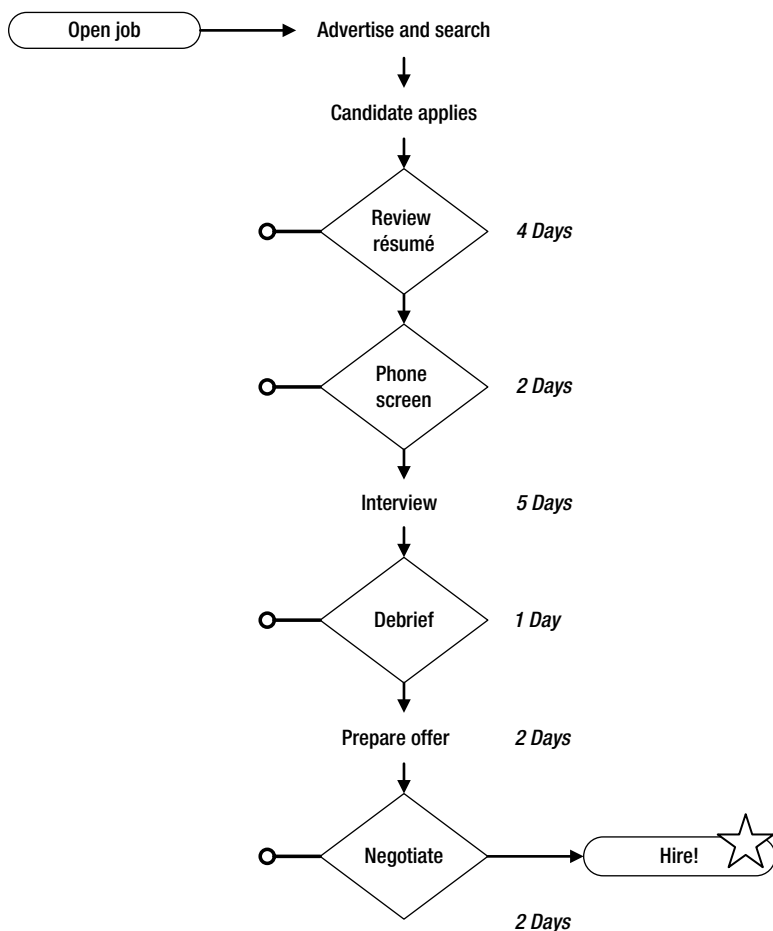 Open job
Advertise and search
Candidate applies
Review
résumé
4 Days
Phone
screen
2 Days
Interview
5 Days
Debrief
1 Day
Prepare offer
2 Days
Negotiate
Hire!
2 Days